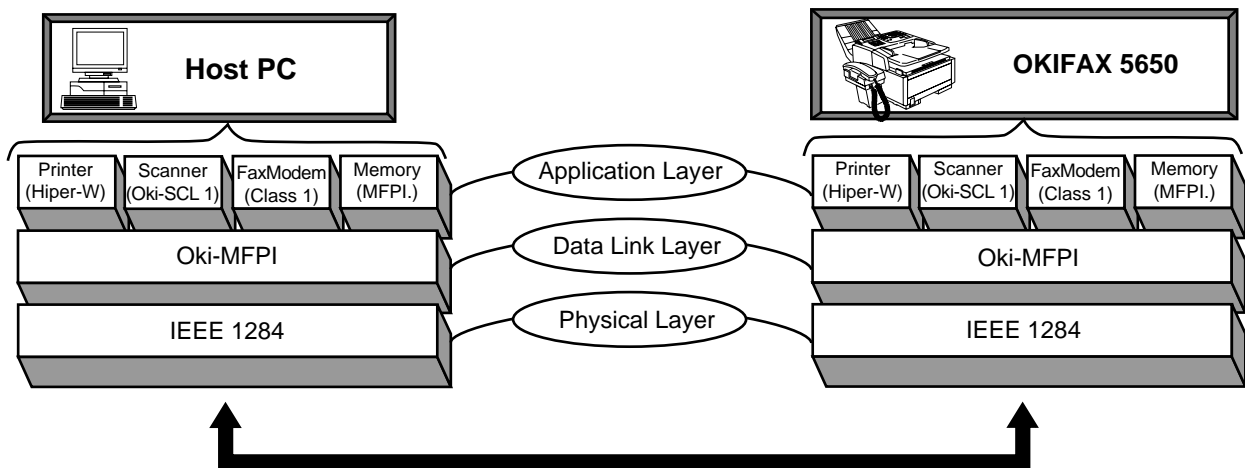 Host PC
OKIFAX 5650
Printer
(Hiper-W)
Scanner
(Oki-SCL 1)
FaxModem
(Class 1)
Memory
(MFPI.)
Application Layer
Printer
(Hiper-W)
Scanner
(Oki-SCL 1)
FaxModem
(Class 1)
Memory
(MFPI.)
Oki-MFPI
Data Link Layer
Oki-MFPI
IEEE 1284
Physical Layer
IEEE 1284